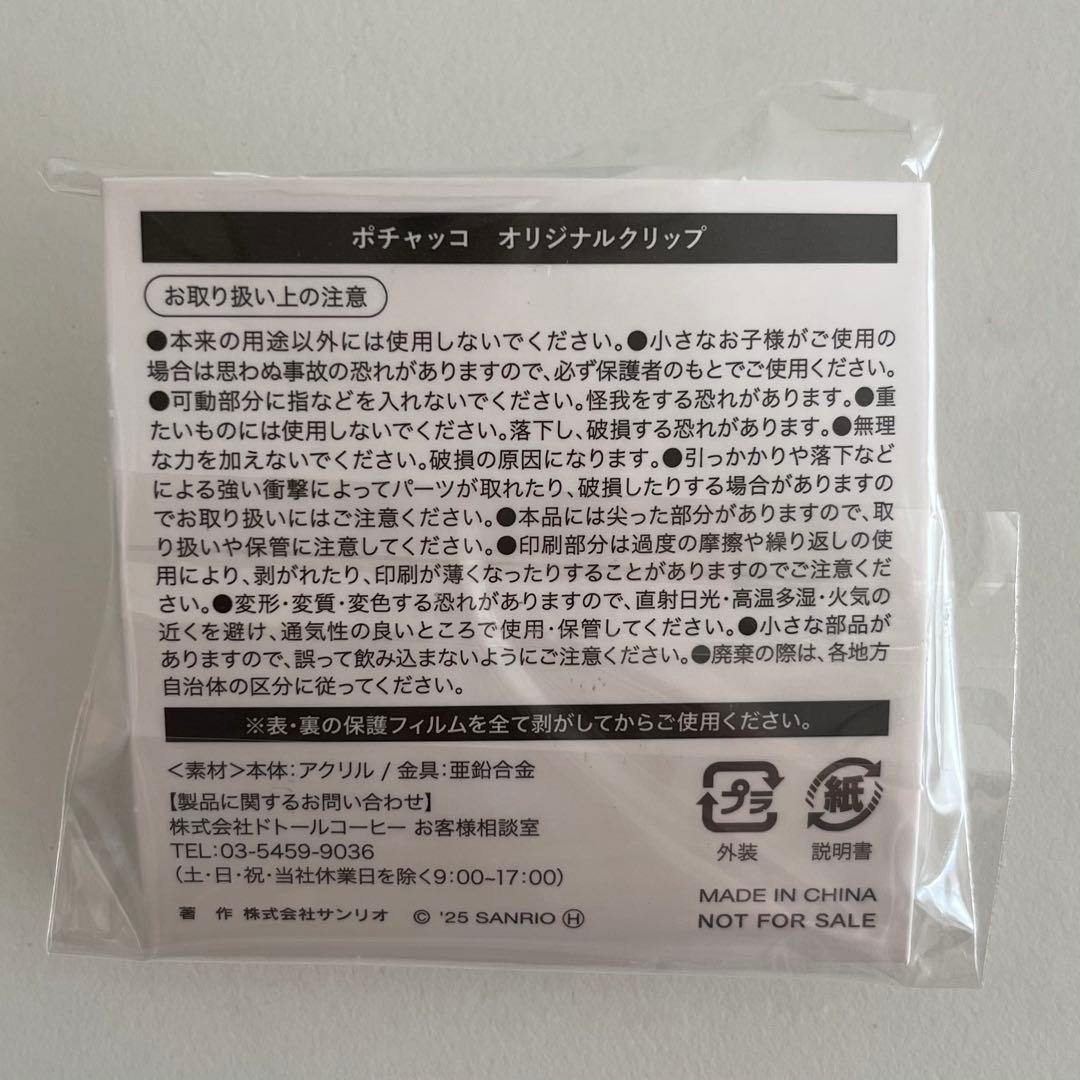 ポチャッコ　オリジナルクリップ
お取り扱い上の注意
●本来の用途以外には使用しないでください。●小さなお子様がご使用の
場合は思わぬ事故の恐れがありますので、必ず保護者のもとでご使用ください。
●可動部分に指などを入れないでください。怪我をする恐れがあります。●重
たいものには使用しないでください。落下し、破損する恐れがあります。●無理
な力を加えないでください。破損の原因になります。●引っかかりや落下など
による強い衝撃によってパーツが取れたり、破損したりする場合がありますの
でお取り扱いにはご注意ください。●本品には尖った部分がありますので、取
り扱いや保管に注意してください。●印刷部分は過度の摩擦や繰り返しの使
用により、剥がれたり、印刷が薄くなったりすることがありますのでご注意くだ
さい。●変形・変質・変色する恐れがありますので、直射日光・高温多湿・火気の
近くを避け、通気性の良いところで使用・保管してください。●小さな部品が
ありますので、誤って飲み込まないようにご注意ください。●廃棄の際は、各地方
自治体の区分に従ってください。
※表・裏の保護フィルムを全て剥がしてからご使用ください。
＜素材＞本体：アクリル / 金具：亜鉛合金
【製品に関するお問い合わせ】
株式会社ドトールコーヒー お客様相談室
TEL：03-5459-9036
（土・日・祝・当社休業日を除く9：00~17：00）
著　作 株式会社サンリオ　© '25 SANRIO Ⓗ
プラ
外装
紙
説明書
MADE IN CHINA
NOT FOR SALE